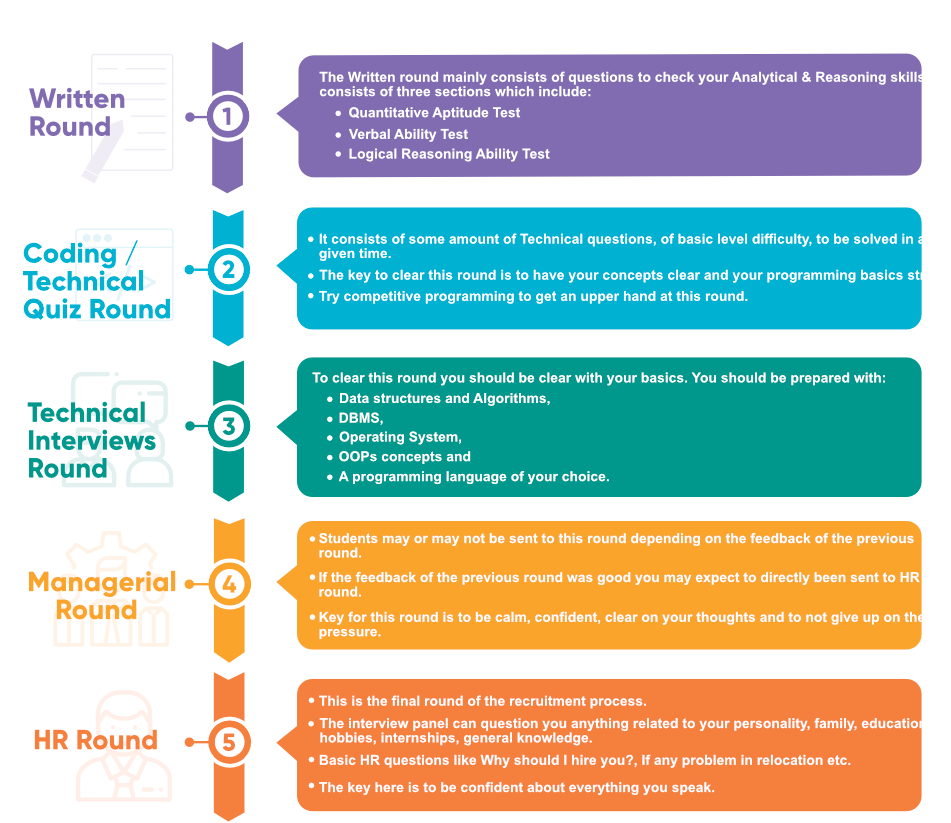 Written
Round
1
The Written round mainly consists of questions to check your Analytical & Reasoning skills
consists of three sections which include:
• Quantitative Aptitude Test
• Verbal Ability Test
• Logical Reasoning Ability Test
Coding /
Technical
Quiz Round
2
• It consists of some amount of Technical questions, of basic level difficulty, to be solved in a
given time.
• The key to clear this round is to have your concepts clear and your programming basics
• Try competitive programming to get an upper hand at this round.
Technical
Interviews
Round
3
To clear this round you should be clear with your basics. You should be prepared with:
• Data structures and Algorithms,
• DBMS,
• Operating System,
• OOPs concepts and
• A programming language of your choice.
Managerial
Round
4
• Students may or may not be sent to this round depending on the feedback of the previous
round.
• If the feedback of the previous round was good you may expect to directly been sent to HR
round.
• Key for this round is to be calm, confident, clear on your thoughts and to not give up on the
pressure.
HR Round
5
• This is the final round of the recruitment process.
• The interview panel can question you anything related to your personality, family, education
hobbies, internships, general knowledge.
• Basic HR questions like Why should I hire you?, If any problem in relocation etc.
• The key here is to be confident about everything you speak.